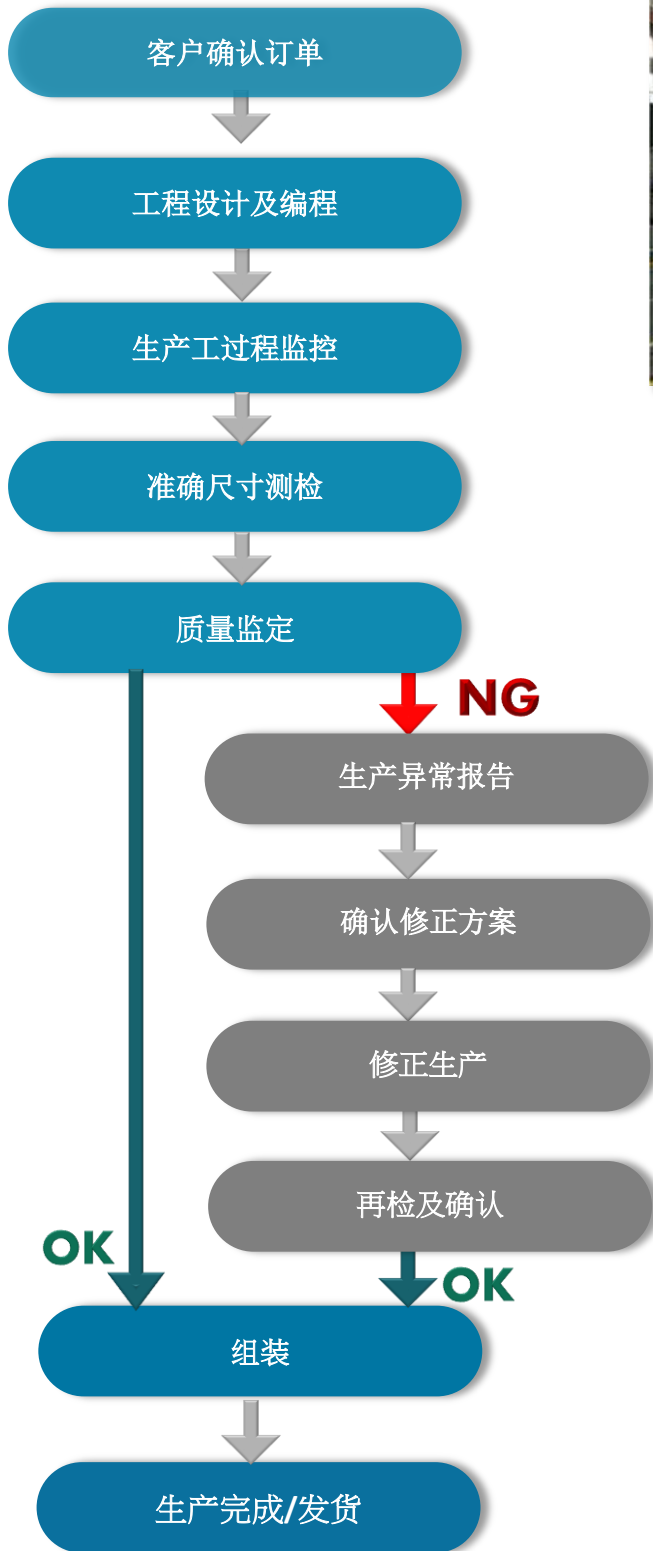 客户确认订单
工程设计及编程
生产工过程监控
准确尺寸测检
质量监定
NG
生产异常报告
确认修正方案
修正生产
再检及确认
OK
OK
组装
生产完成/发货